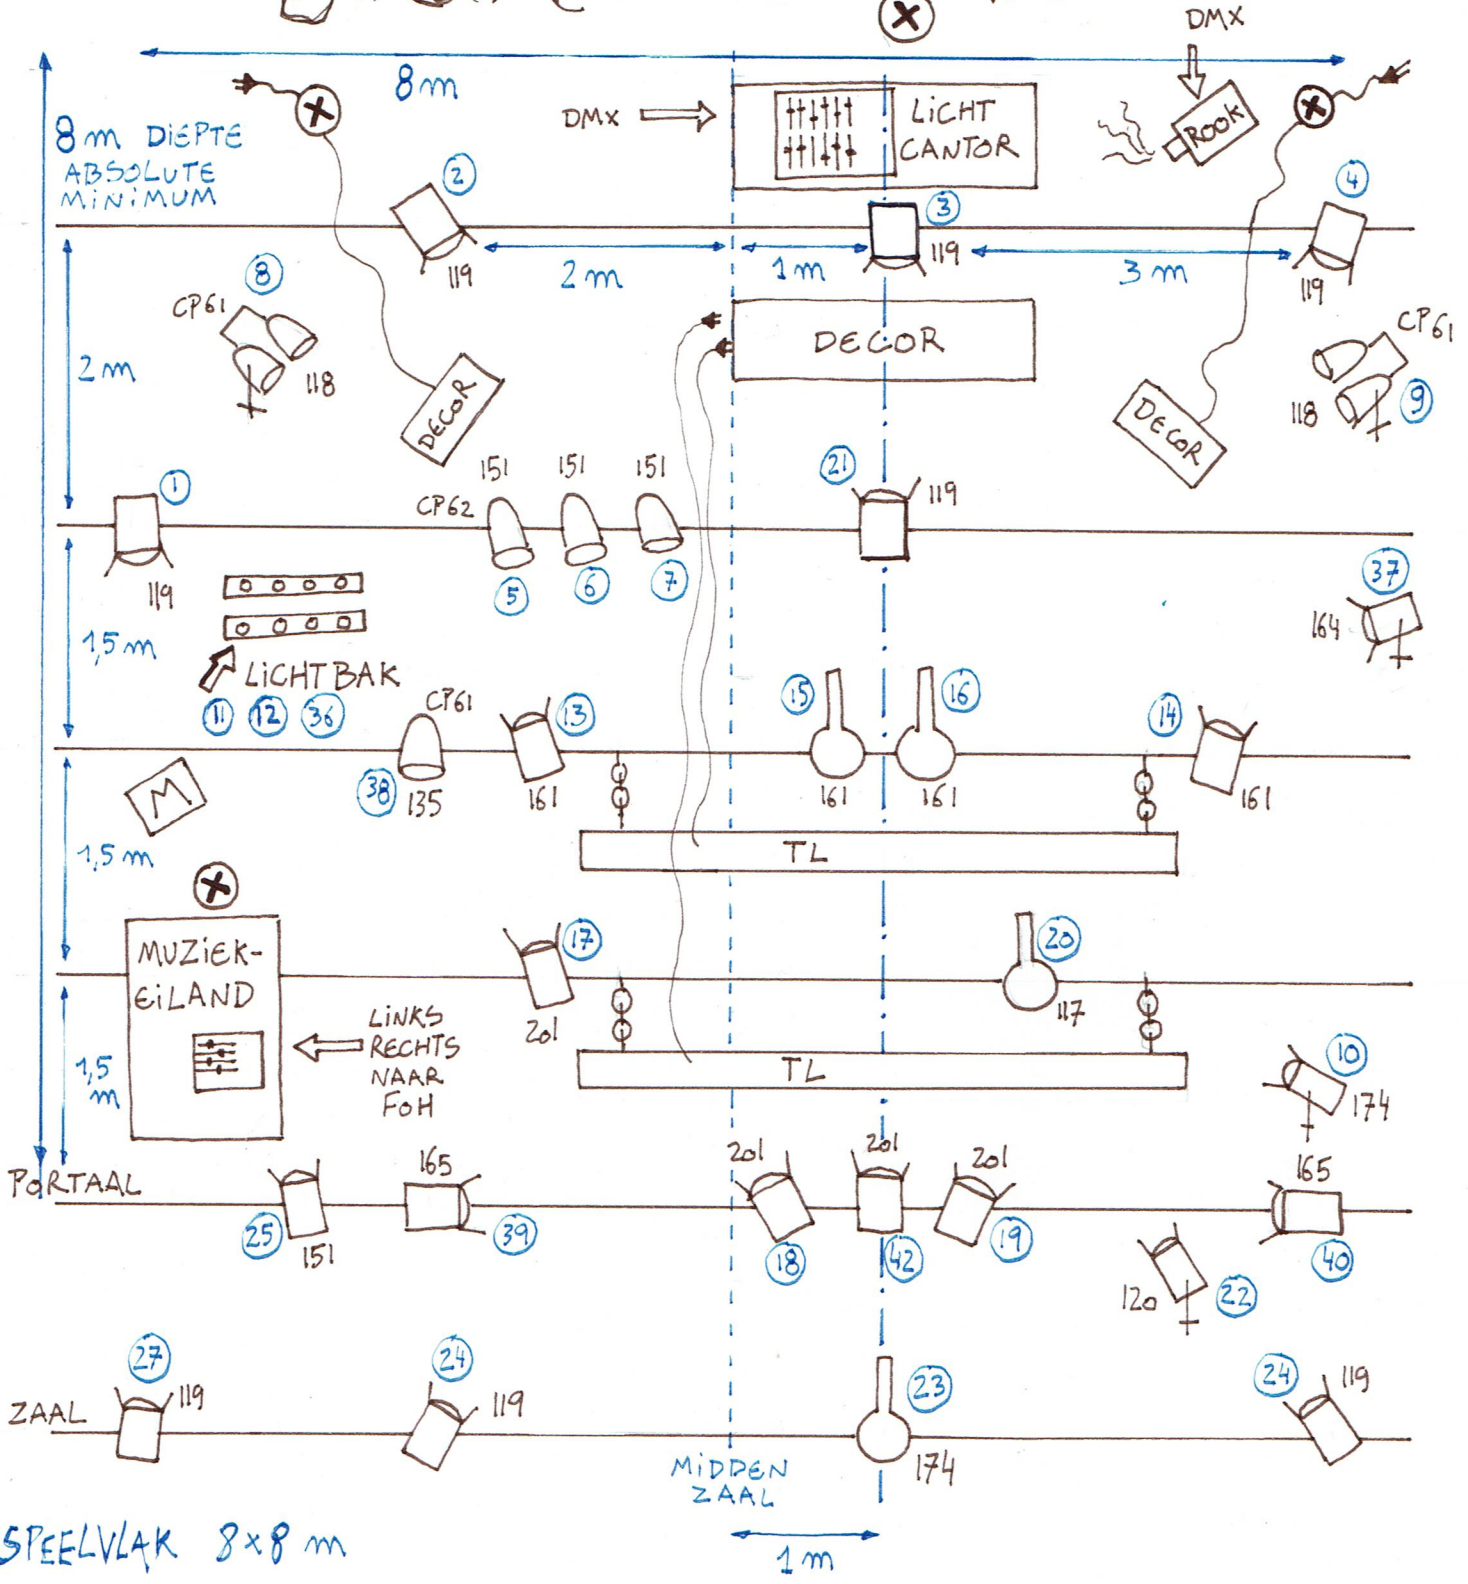 DMX
8m
DMX
LICHT
CANTOR
ROOK
8m DIEPTE
ABSOLUTE
MINIMUM
2
3
4
119
119
119
2m
1m
3m
8
CP61
118
2m
DECOR
DECOR
DECOR
CP61
118
9
1
119
151
151
151
CP62
5
6
7
21
119
37
164
1,5m
LICHTBAK
11
12
36
CP61
38
135
13
161
15
16
161
161
14
161
M
1,5m
TL
MUZIEK-
EILAND
LINKS
RECHTS
NAAR
FOH
17
201
20
117
TL
1,5
m
10
174
PORTAAL
25
151
165
39
201
18
201
42
201
19
165
40
120
22
ZAAL
27
119
24
119
23
174
24
119
MIDDEN
ZAAL
1m
SPEELVLAK 8x8 m